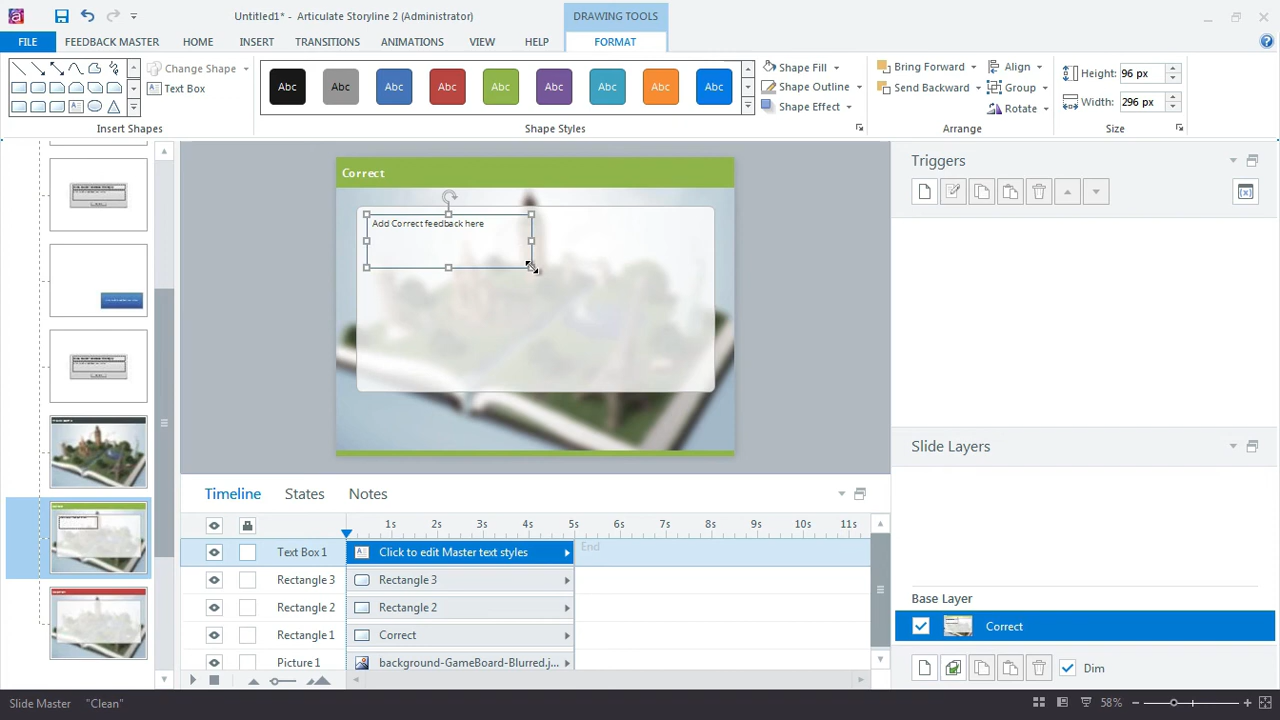 Untitled1* - Articulate Storyline 2 (Administrator)
DRAWING TOOLS
FILE FEEDBACK MASTER HOME INSERT TRANSITIONS ANIMATIONS VIEW HELP FORMAT
Change Shape
Text Box
Insert Shapes
Abc Abc Abc Abc Abc Abc Abc Abc Abc
Shape Fill
Shape Outline
Shape Effect
Shape Styles
Bring Forward
Send Backward
Align
Group
Rotate
Arrange
Height: 96 px
Width: 296 px
Size
Correct
Add Correct feedback here
Triggers
Slide Layers
Base Layer
Correct
Dim
Timeline States Notes
1s 2s 3s 4s 5s 6s 7s 8s 9s 10s 11s
Text Box 1 Click to edit Master text styles End
Rectangle 3 Rectangle 3
Rectangle 2 Rectangle 2
Rectangle 1 Correct
Picture 1 background-GameBoard-Blurred.j...
Slide Master "Clean" 58%